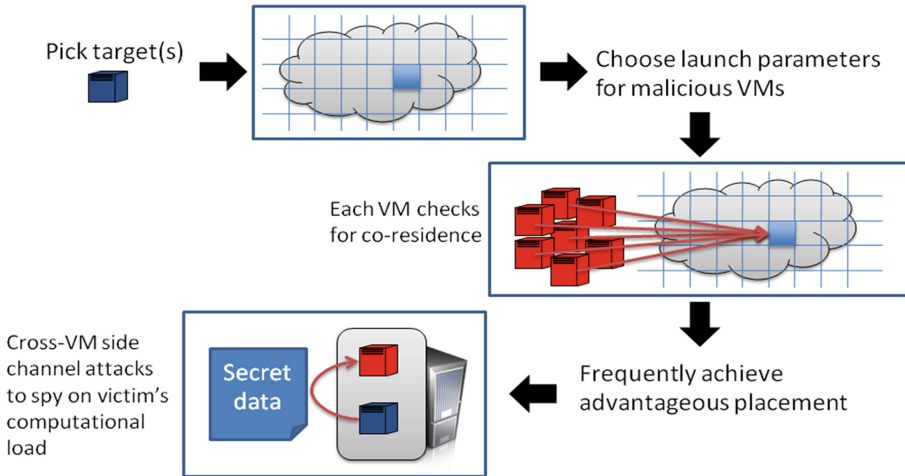 Pick target(s)
Choose launch parameters
for malicious VMs
Each VM checks
for co-residence
Frequently achieve
advantageous placement
Cross-VM side
channel attacks
to spy on victim's
computational
load
Secret
data